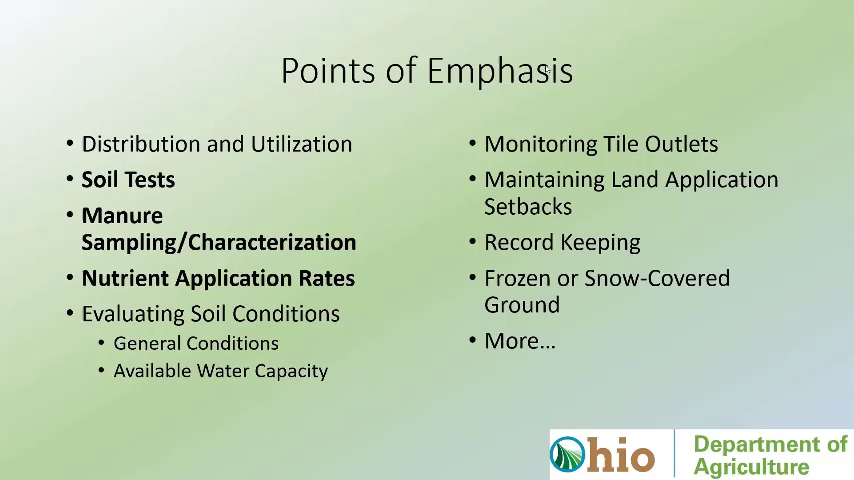 Points of Emphasis
• Distribution and Utilization
• Soil Tests
• Manure
Sampling/Characterization
• Nutrient Application Rates
• Evaluating Soil Conditions
• General Conditions
• Available Water Capacity
• Monitoring Tile Outlets
• Maintaining Land Application
Setbacks
• Record Keeping
• Frozen or Snow-Covered
Ground
• More...
Ohio
Department of
Agriculture